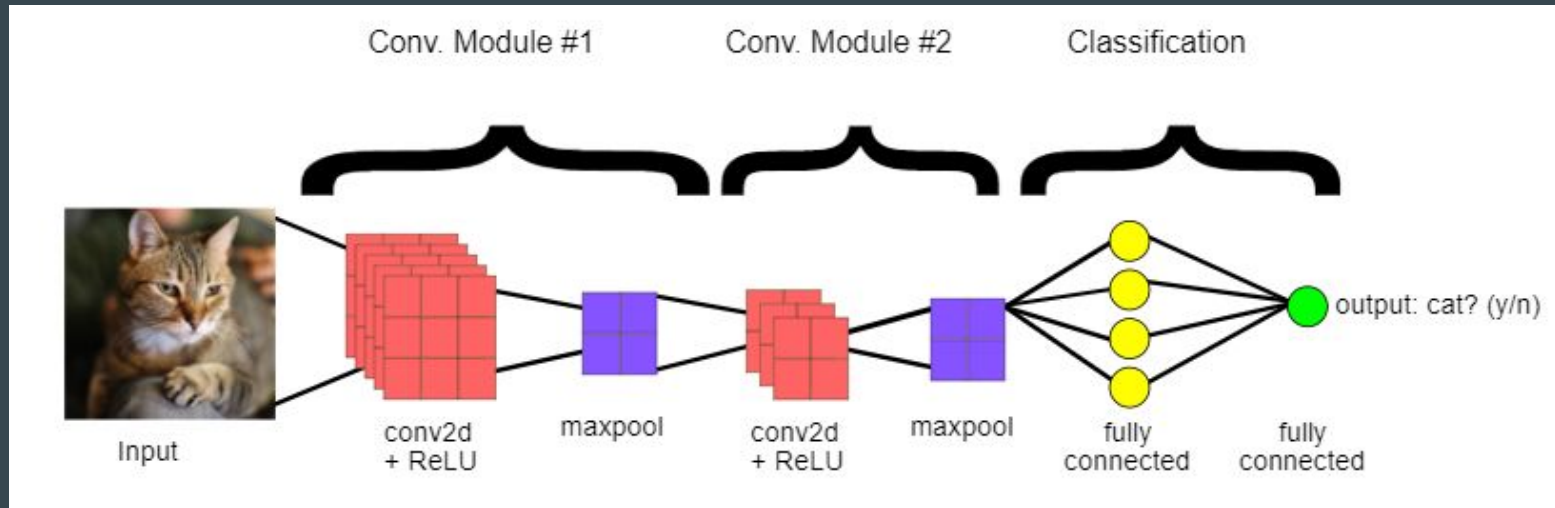 Conv. Module #1
Conv. Module #2
Classification
Input
conv2d
+ ReLU
maxpool
conv2d
+ ReLU
maxpool
fully
connected
fully
connected
output: cat? (y/n)